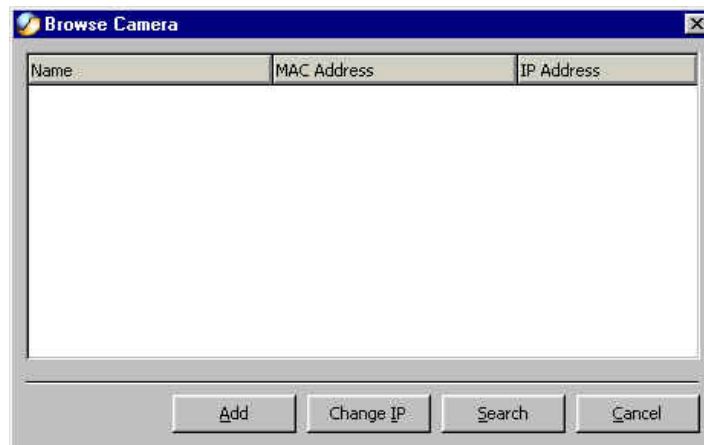 Browse Camera
Name MAC Address IP Address
Add Change IP Search Cancel